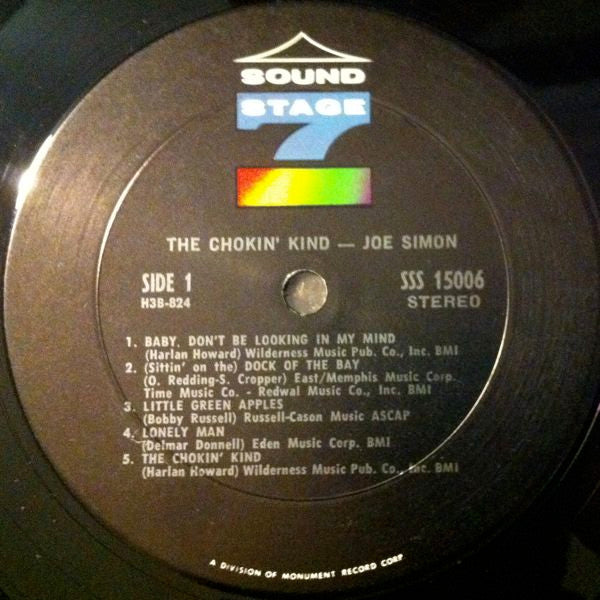 SOUND
STAGE
7
THE CHOKIN' KIND — JOE SIMON
SIDE 1
H3B-824
SSS 15006
STEREO
1. BABY, DON'T BE LOOKING IN MY MIND
(Harlan Howard) Wilderness Music Pub. Co., Inc. BMI
2. (Sittin' on the) DOCK OF THE BAY
(O. Redding-S. Cropper) East/Memphis Music Corp.
Time Music Co. - Redwal Music Co., Inc. BMI
3. LITTLE GREEN APPLES
(Bobby Russell) Russell-Cason Music ASCAP
4. LONELY MAN
(Delmar Donnell) Eden Music Corp. BMI
5. THE CHOKIN' KIND
(Harlan Howard) Wilderness Music Pub. Co., Inc. BMI
A DIVISION OF MONUMENT RECORD CORP